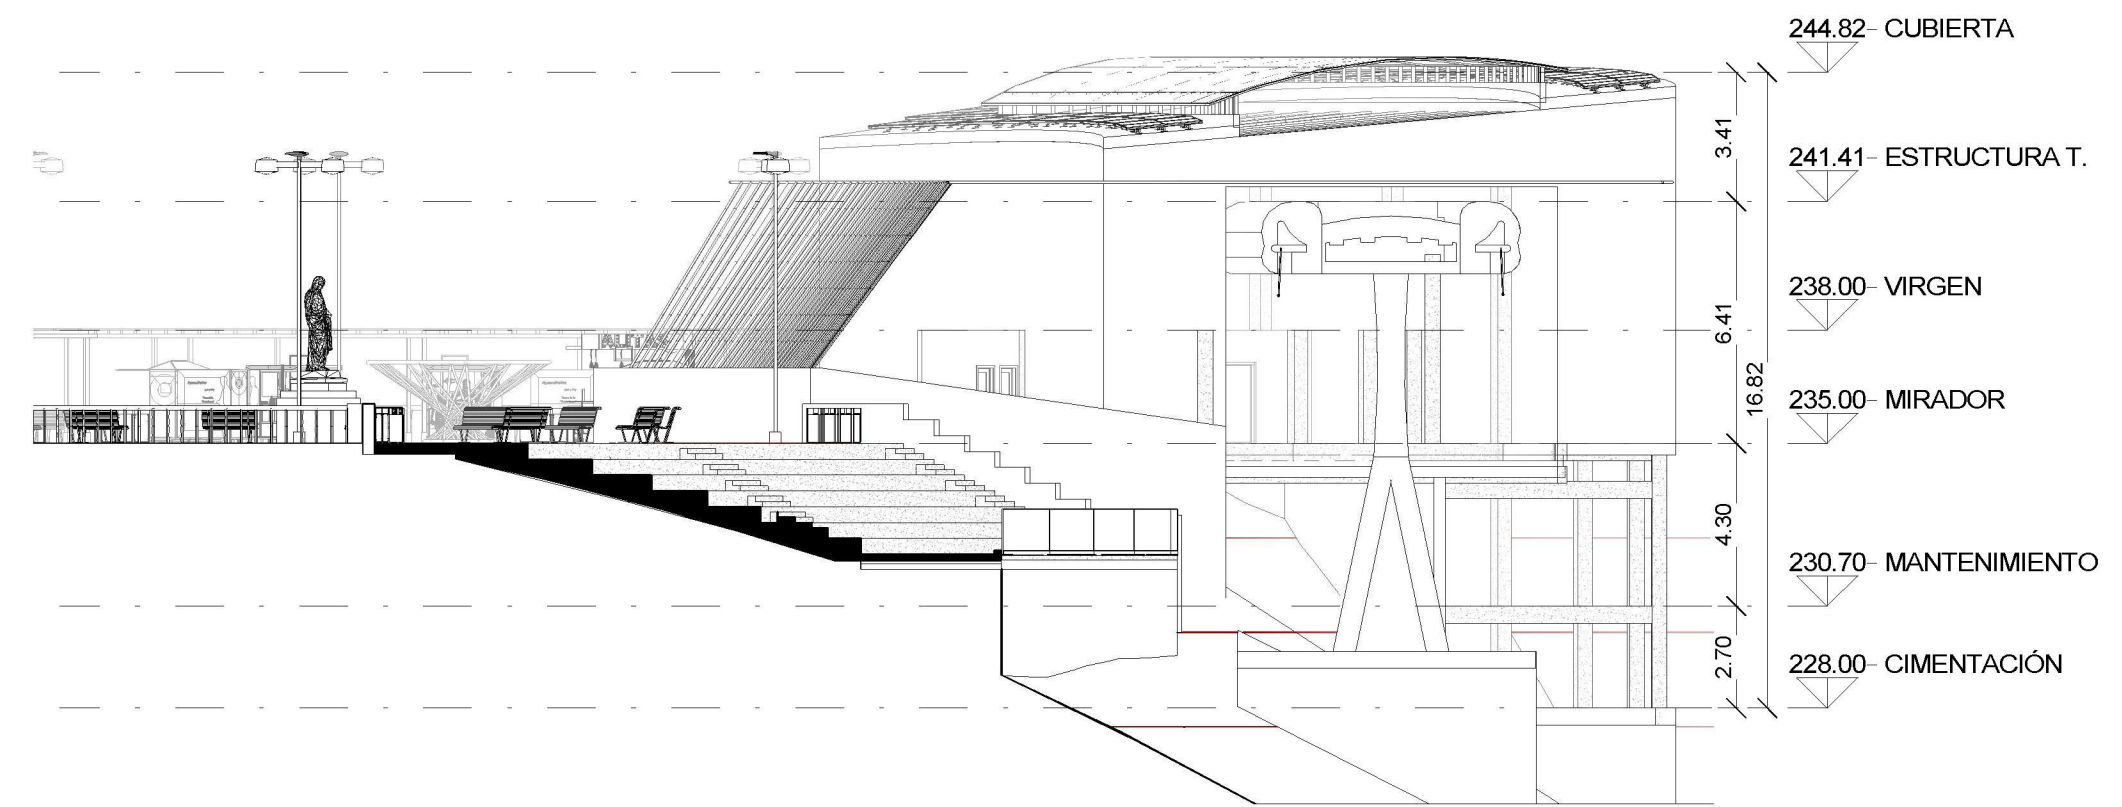 244.82 CUBIERTA
3.41
241.41 ESTRUCTURA T.
238.00 VIRGEN
6.41
16.82
235.00 MIRADOR
4.30
230.70 MANTENIMIENTO
2.70
228.00 CIMENTACIÓN